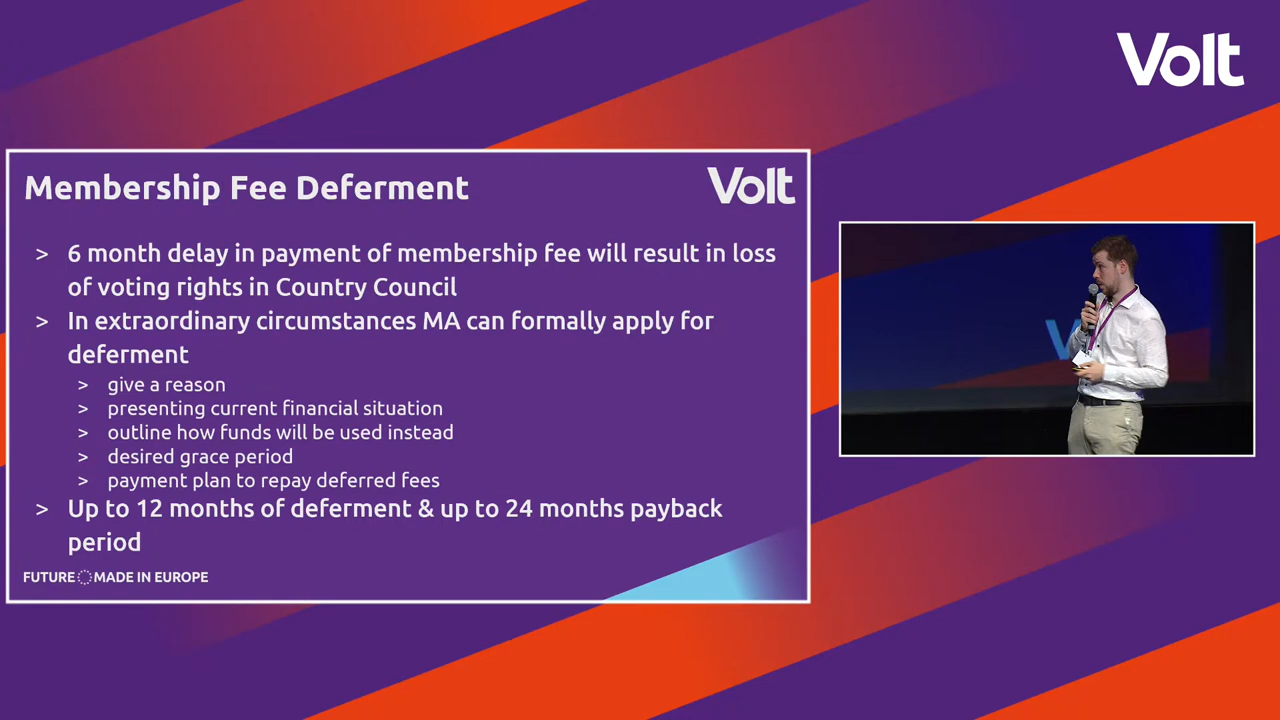 Volt
Membership Fee Deferment
Volt
> 6 month delay in payment of membership fee will result in loss
of voting rights in Country Council
> In extraordinary circumstances MA can formally apply for
deferment
> give a reason
> presenting current financial situation
> outline how funds will be used instead
> desired grace period
> payment plan to repay deferred fees
> Up to 12 months of deferment & up to 24 months payback
period
FUTURE MADE IN EUROPE
V